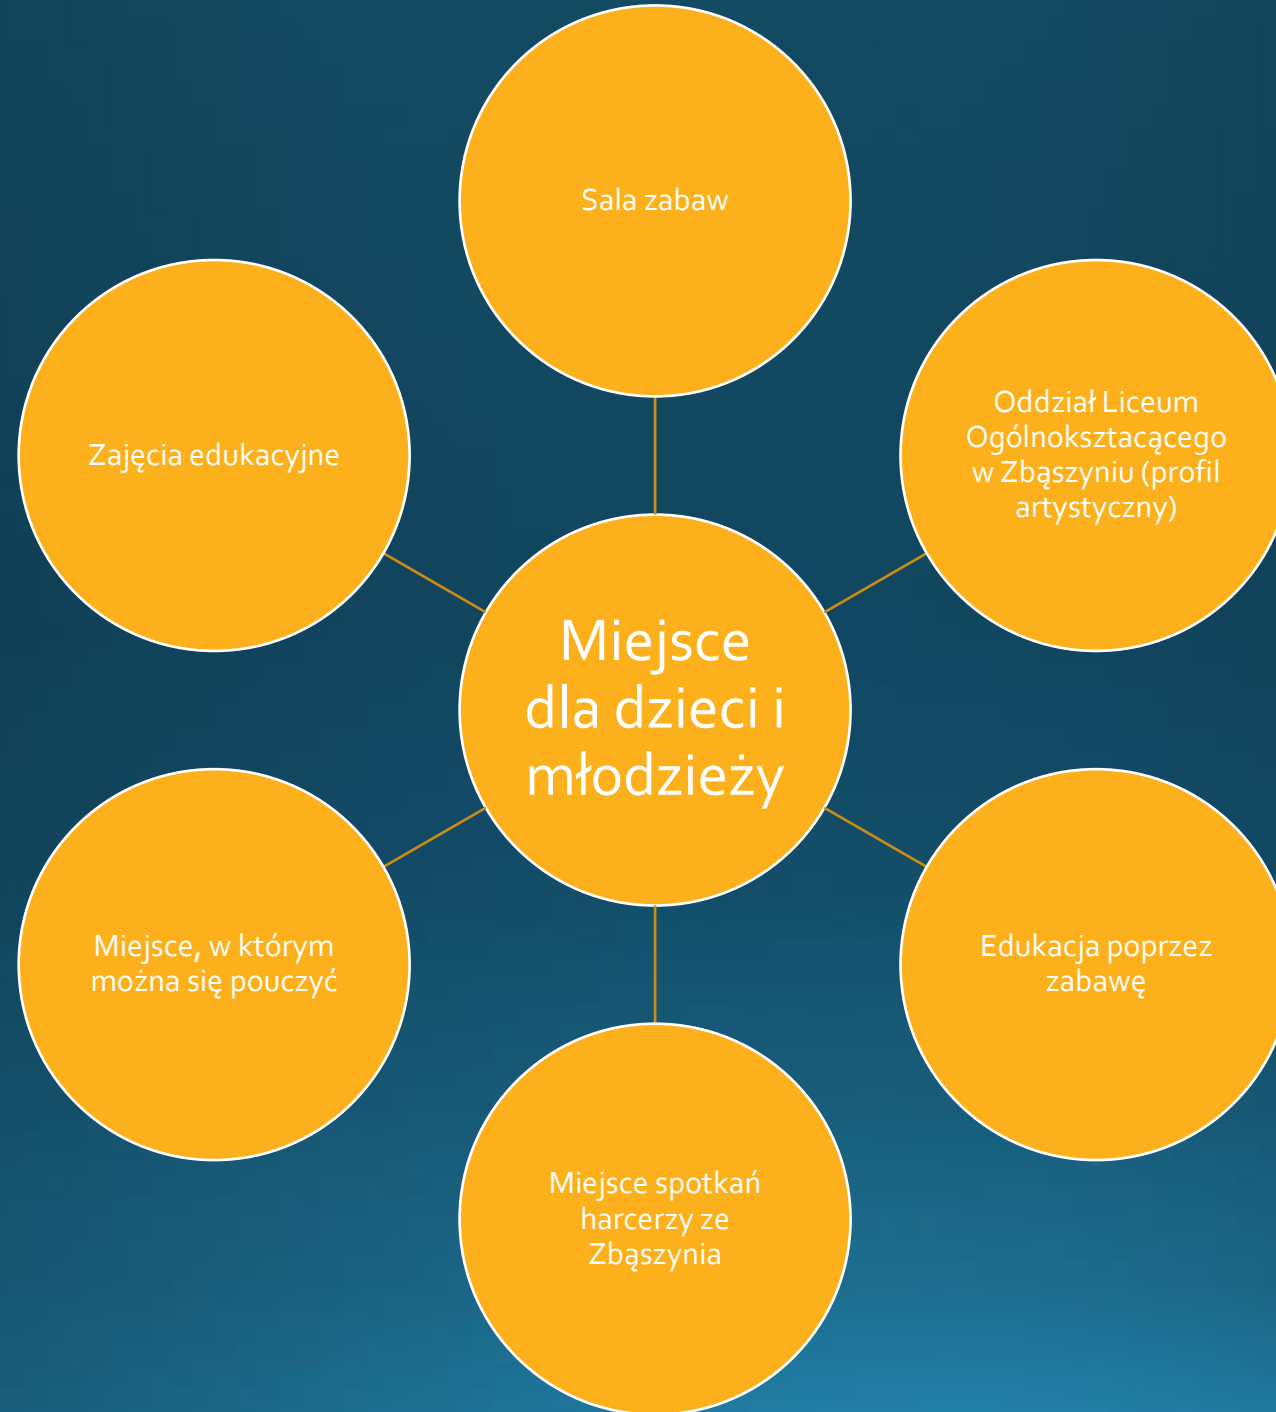 Sala zabaw
Oddział Liceum
Ogólnoksztacącego
w Zbąszyniu (profil
artystyczny)
Zajęcia edukacyjne
Miejsce
dla dzieci i
młodzieży
Miejsce, w którym
można się pouczyć
Edukacja poprzez
zabawę
Miejsce spotkań
harcerzy ze
Zbąszynia